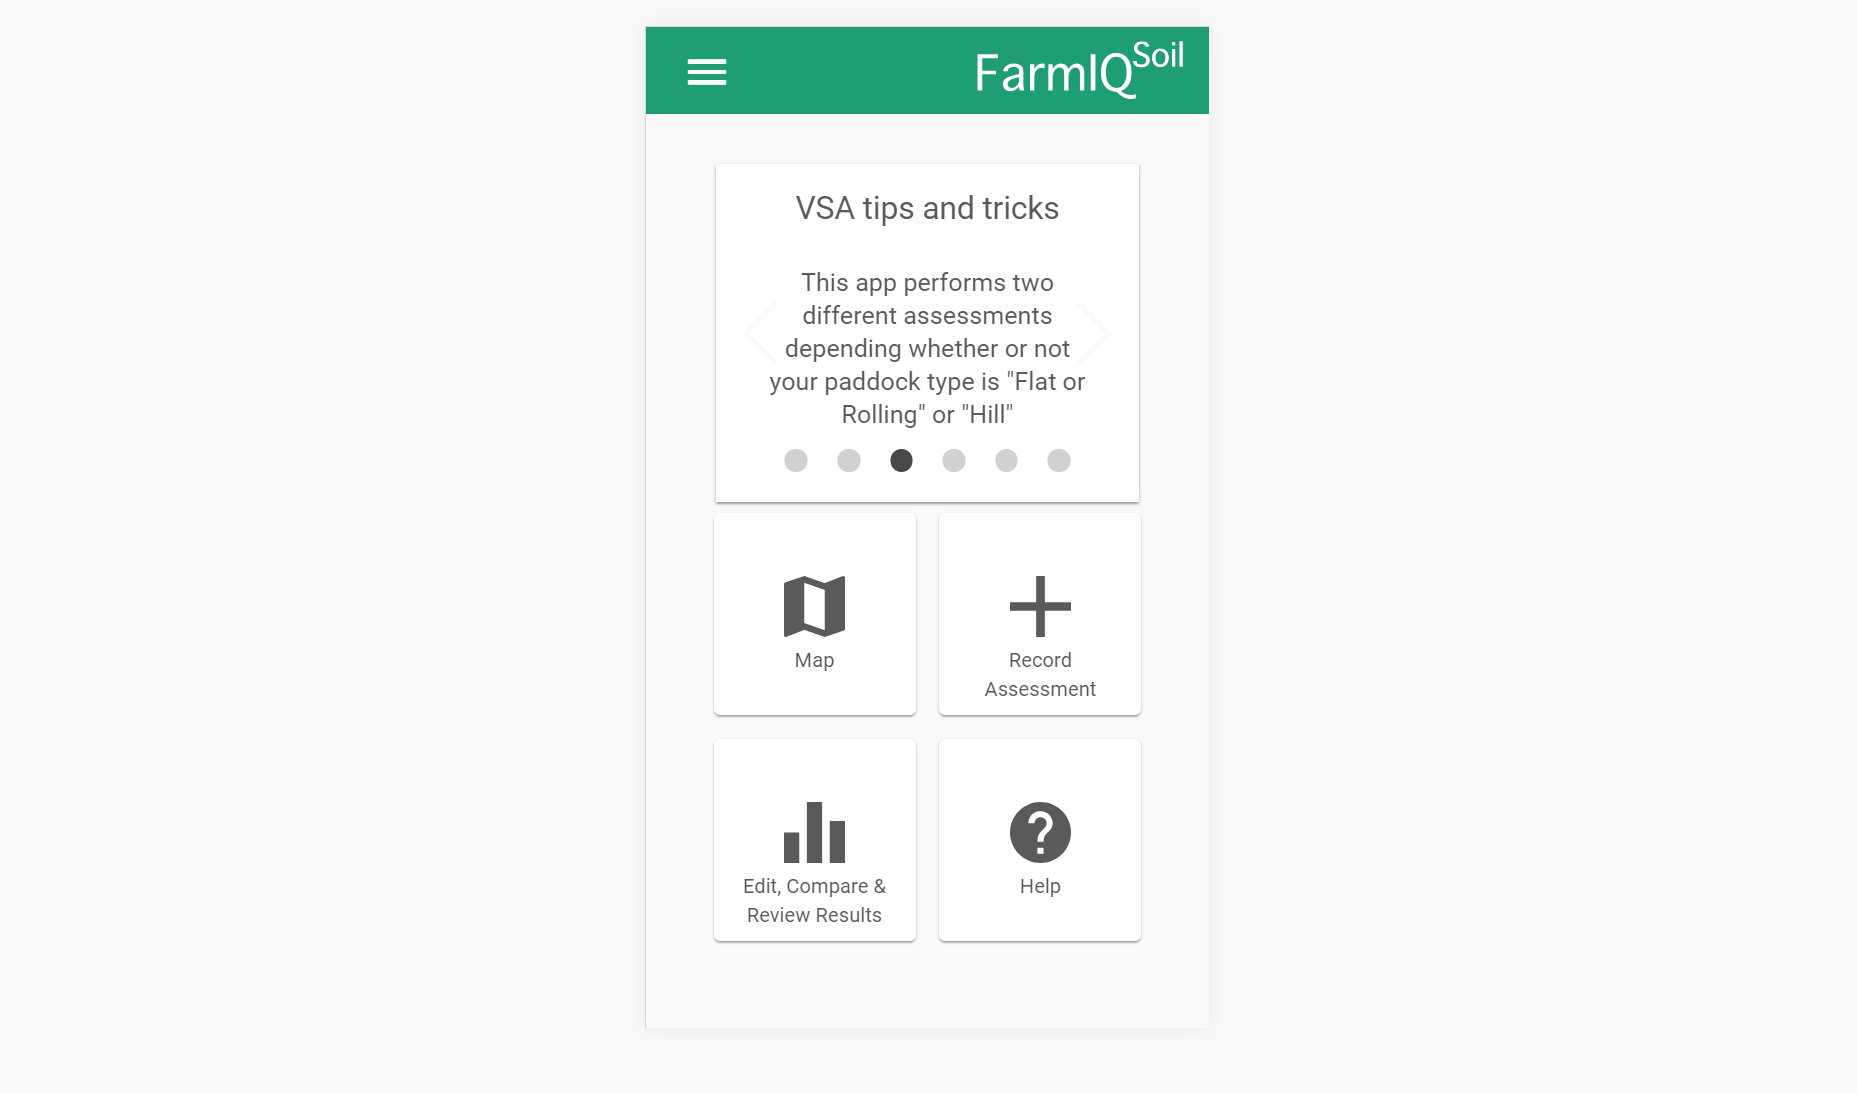 FarmIQ Soil
VSA tips and tricks
This app performs two
different assessments
depending whether or not
your paddock type is "Flat or
Rolling" or "Hill"
Map
Record
Assessment
Edit, Compare &
Review Results
Help